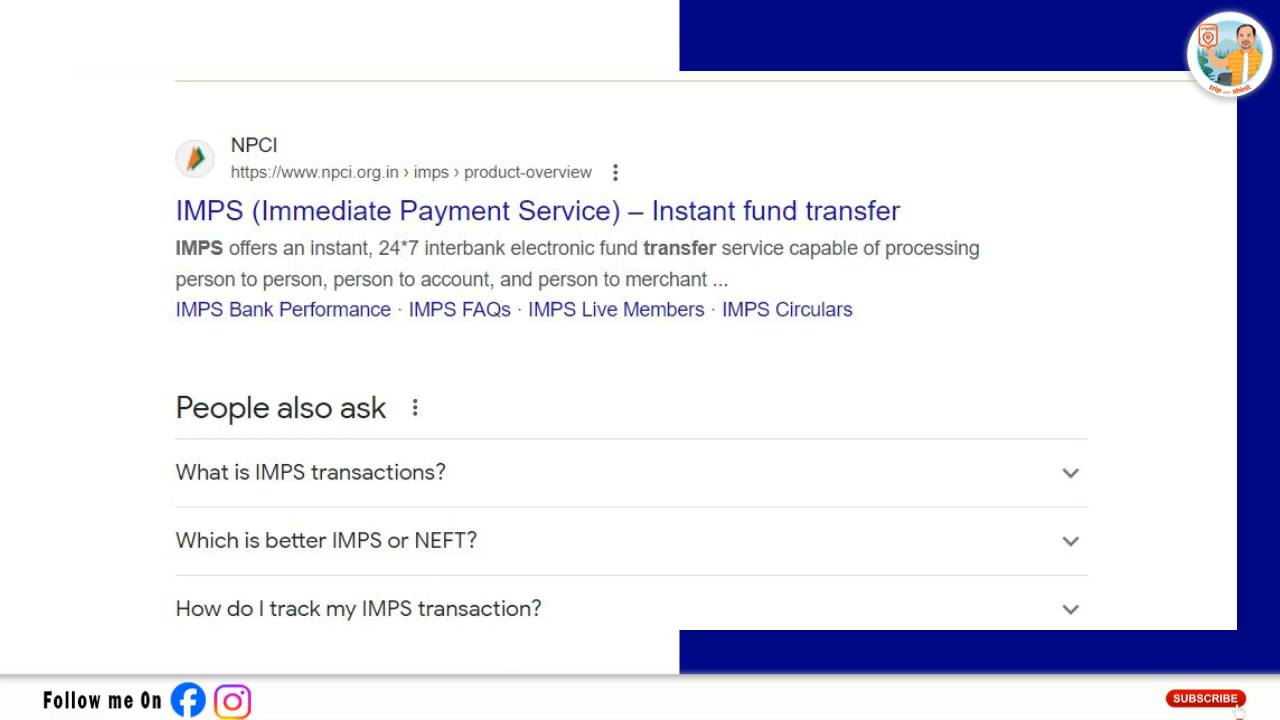 NPCI
https://www.npci.org.in › imps › product-overview
IMPS (Immediate Payment Service) – Instant fund transfer
IMPS offers an instant, 24*7 interbank electronic fund transfer service capable of processing
person to person, person to account, and person to merchant ...
IMPS Bank Performance · IMPS FAQs · IMPS Live Members · IMPS Circulars
People also ask
What is IMPS transactions?
Which is better IMPS or NEFT?
How do I track my IMPS transaction?
trip with shinit
Follow me On
SUBSCRIBE